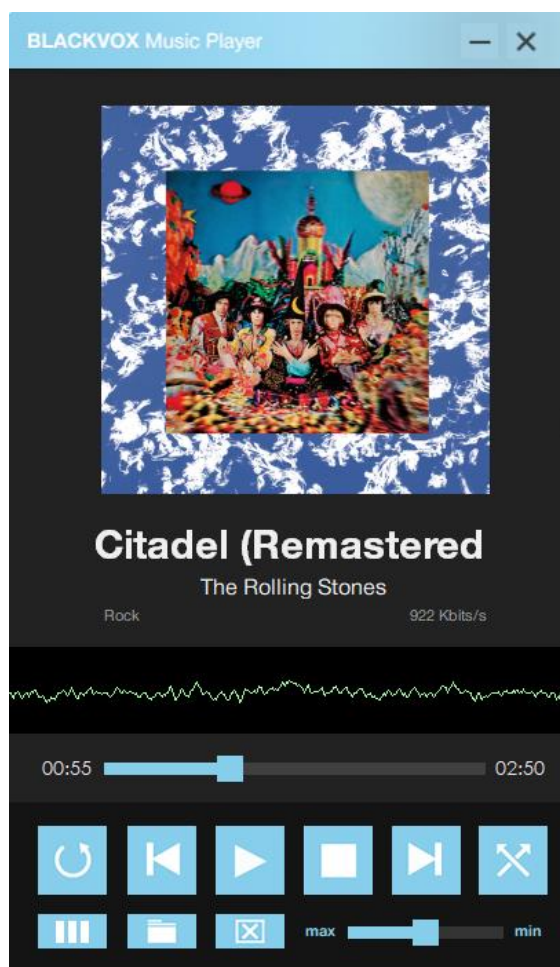 BLACKVOX Music Player
Citadel (Remastered
The Rolling Stones
Rock 922 Kbits/s
00:55 02:50
max min